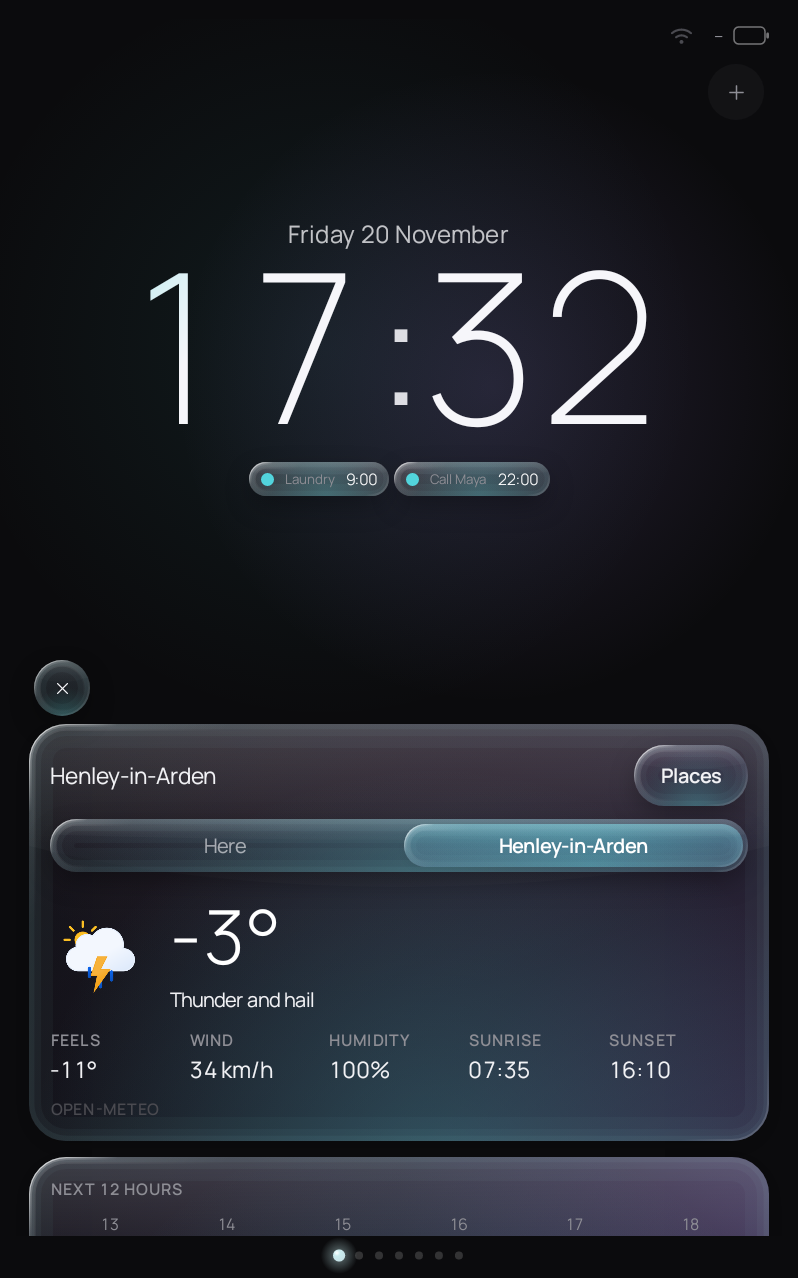 Friday 20 November
17:32
Laundry 9:00 Call Maya 22:00
Henley-in-Arden
Places
Here Henley-in-Arden
-3°
Thunder and hail
FEELS WIND HUMIDITY SUNRISE SUNSET
-11° 34 km/h 100% 07:35 16:10
OPEN-METEO
NEXT 12 HOURS
13 14 15 16 17 18